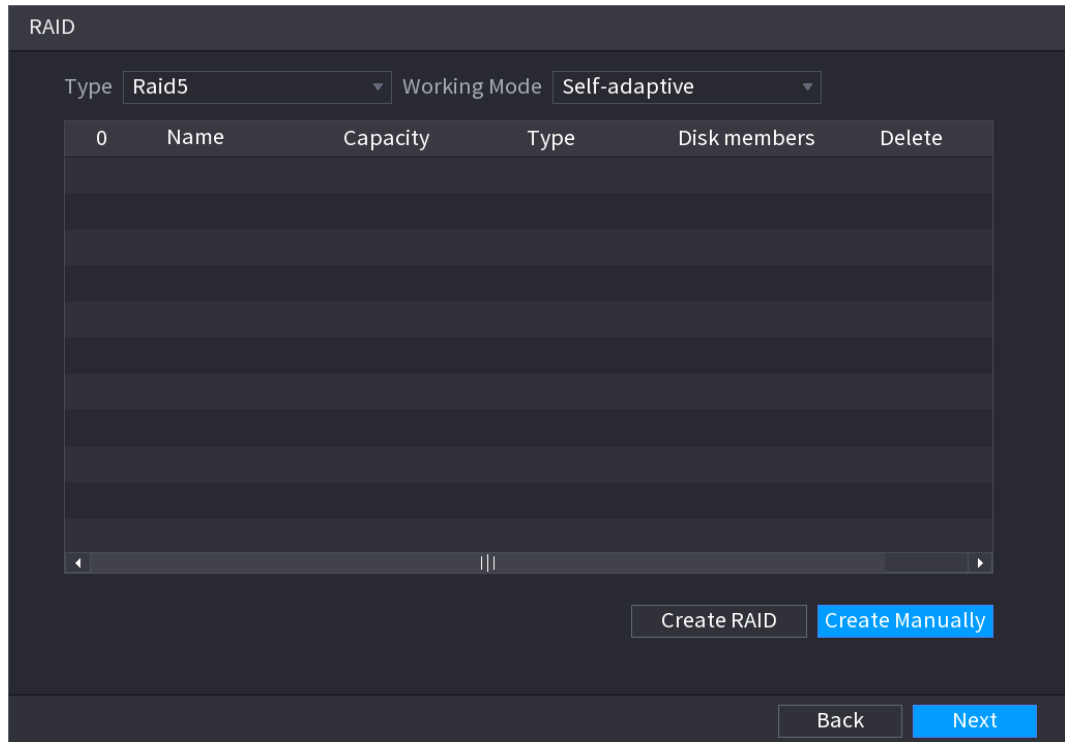 RAID
Type Raid5 Working Mode Self-adaptive
0 Name Capacity Type Disk members Delete
Create RAID Create Manually
Back Next